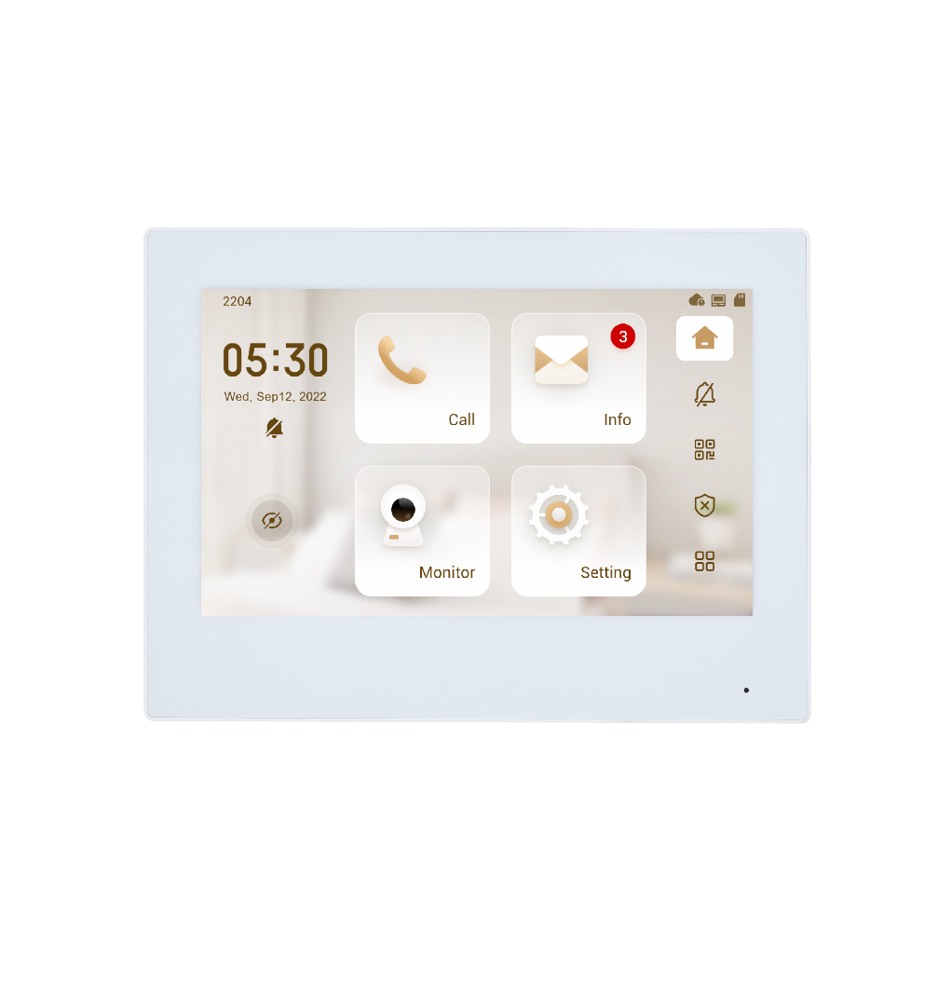 2204
05:30
Wed, Sep12, 2022
Call
3
Info
Monitor
Setting